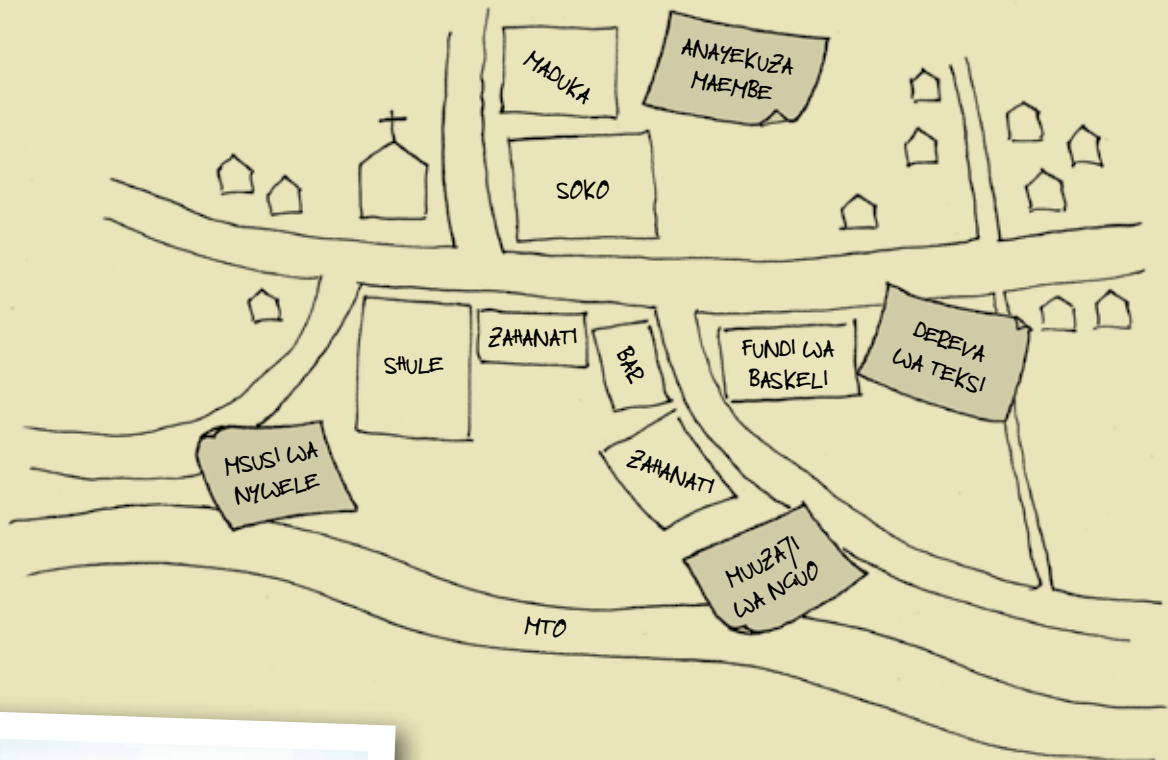 MADUKA
ANAYEKUZA
MAEMBE
SOKO
SHULE
ZAHANATI
BAR
FUNDI WA
BASKELI
DEREVA
WA TEKSI
MSUSI WA
NYWELE
ZAHANATI
MUUZAJI
WA NGUO
MTO